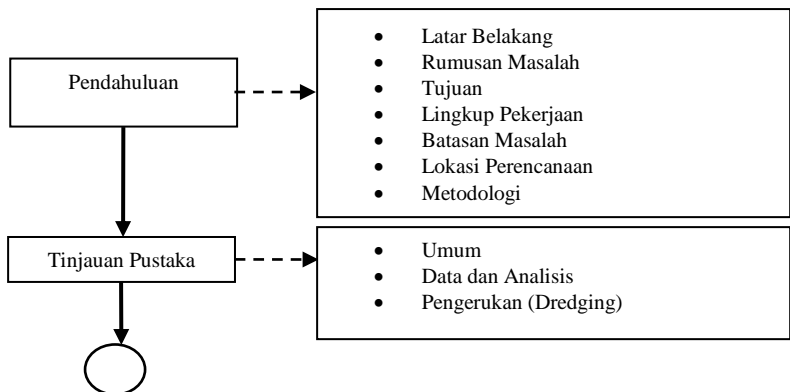 Pendahuluan
• Latar Belakang
• Rumusan Masalah
• Tujuan
• Lingkup Pekerjaan
• Batasan Masalah
• Lokasi Perencanaan
• Metodologi
Tinjauan Pustaka
• Umum
• Data dan Analisis
• Pengerukan (Dredging)